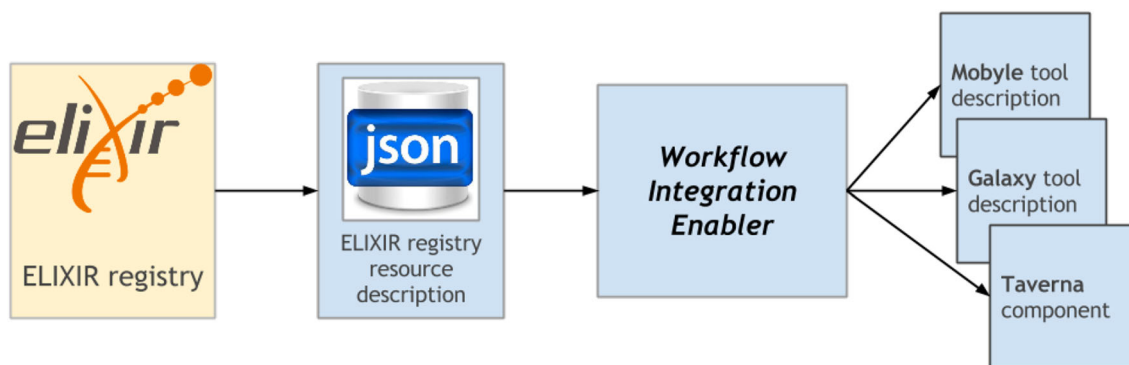 elixir
ELIXIR registry
json
ELIXIR registry
resource
description
Workflow
Integration
Enabler
Mobyle tool
description
Galaxy tool
description
Taverna
component